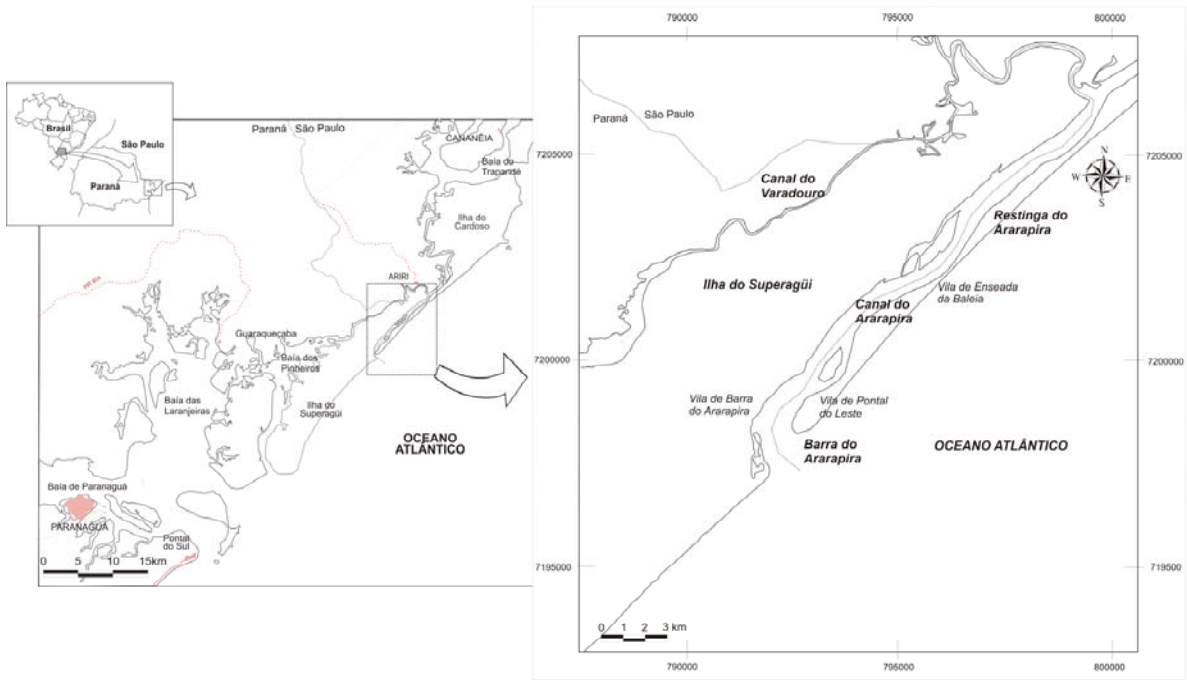 Brasil
São Paulo
Paraná
Paraná São Paulo
CANANÉIA
Baía do
Trapandé
Ilha do
Cardoso
ARIRI
Guaraqueçaba
Baía dos
Pinheiros
Baía das
Laranjeiras
Ilha do
Superagüi
OCEANO
ATLÂNTICO
Baía de Paranaguá
PARANAGUÁ
Pontal
do Sul
0 5 10 15km
790000 795000 800000
Paraná São Paulo
7205000 7205000
N
W E
S
Canal do
Varadouro
Restinga do
Ararapira
Ilha do Superagüi
Vila de Enseada
da Baleia
Canal do
Ararapira
7200000 7200000
Vila de Barra
do Ararapira
Vila de Pontal
do Leste
Barra do
Ararapira
OCEANO ATLÂNTICO
7195000 719500
0 1 2 3 km
790000 795000 800000